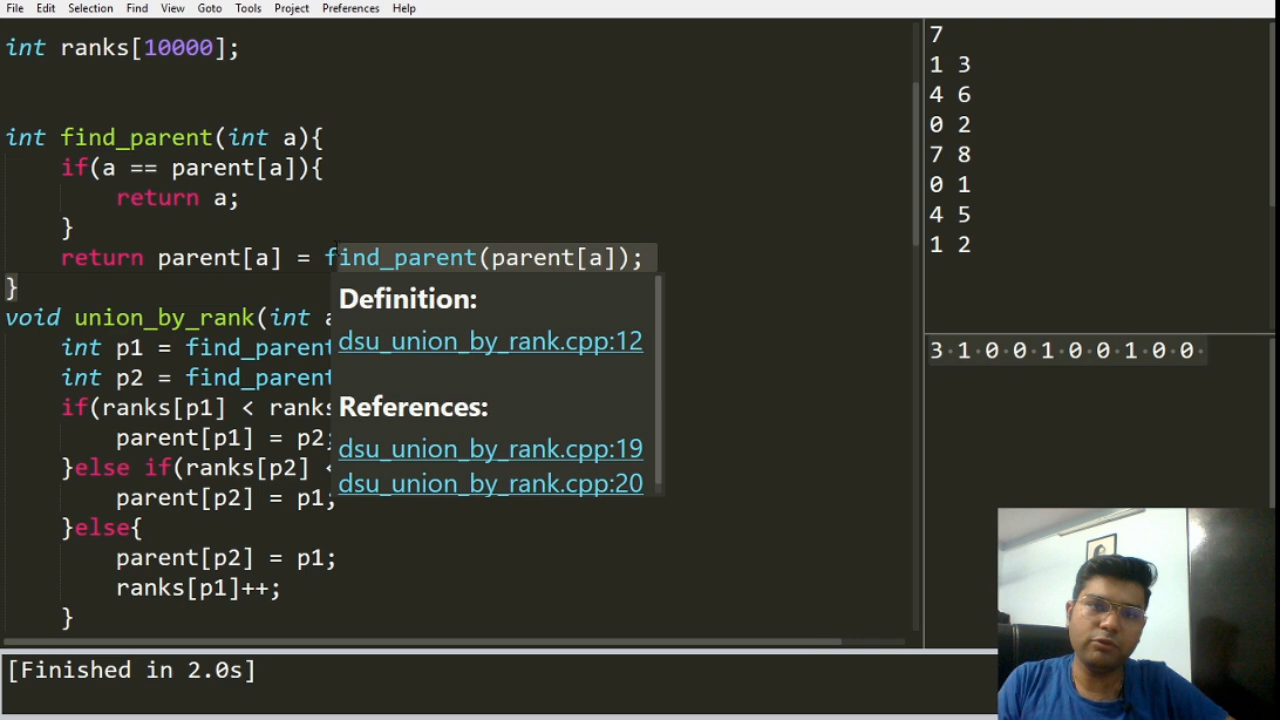 File Edit Selection Find View Goto Tools Project Preferences Help
int ranks[10000];
int find_parent(int a){
if(a == parent[a]){
return a;
}
return parent[a] = find_parent(parent[a]);
}
void union_by_rank(int a
int p1 = find_parent
int p2 = find_parent
if(ranks[p1] < ranks
parent[p1] = p2;
}else if(ranks[p2] <
parent[p2] = p1;
}else{
parent[p2] = p1;
ranks[p1]++;
}
Definition:
dsu_union_by_rank.cpp:12
References:
dsu_union_by_rank.cpp:19
dsu_union_by_rank.cpp:20
7
1 3
4 6
0 2
7 8
0 1
4 5
1 2
3·1·0·0·1·0·0·1·0·0·
[Finished in 2.0s]